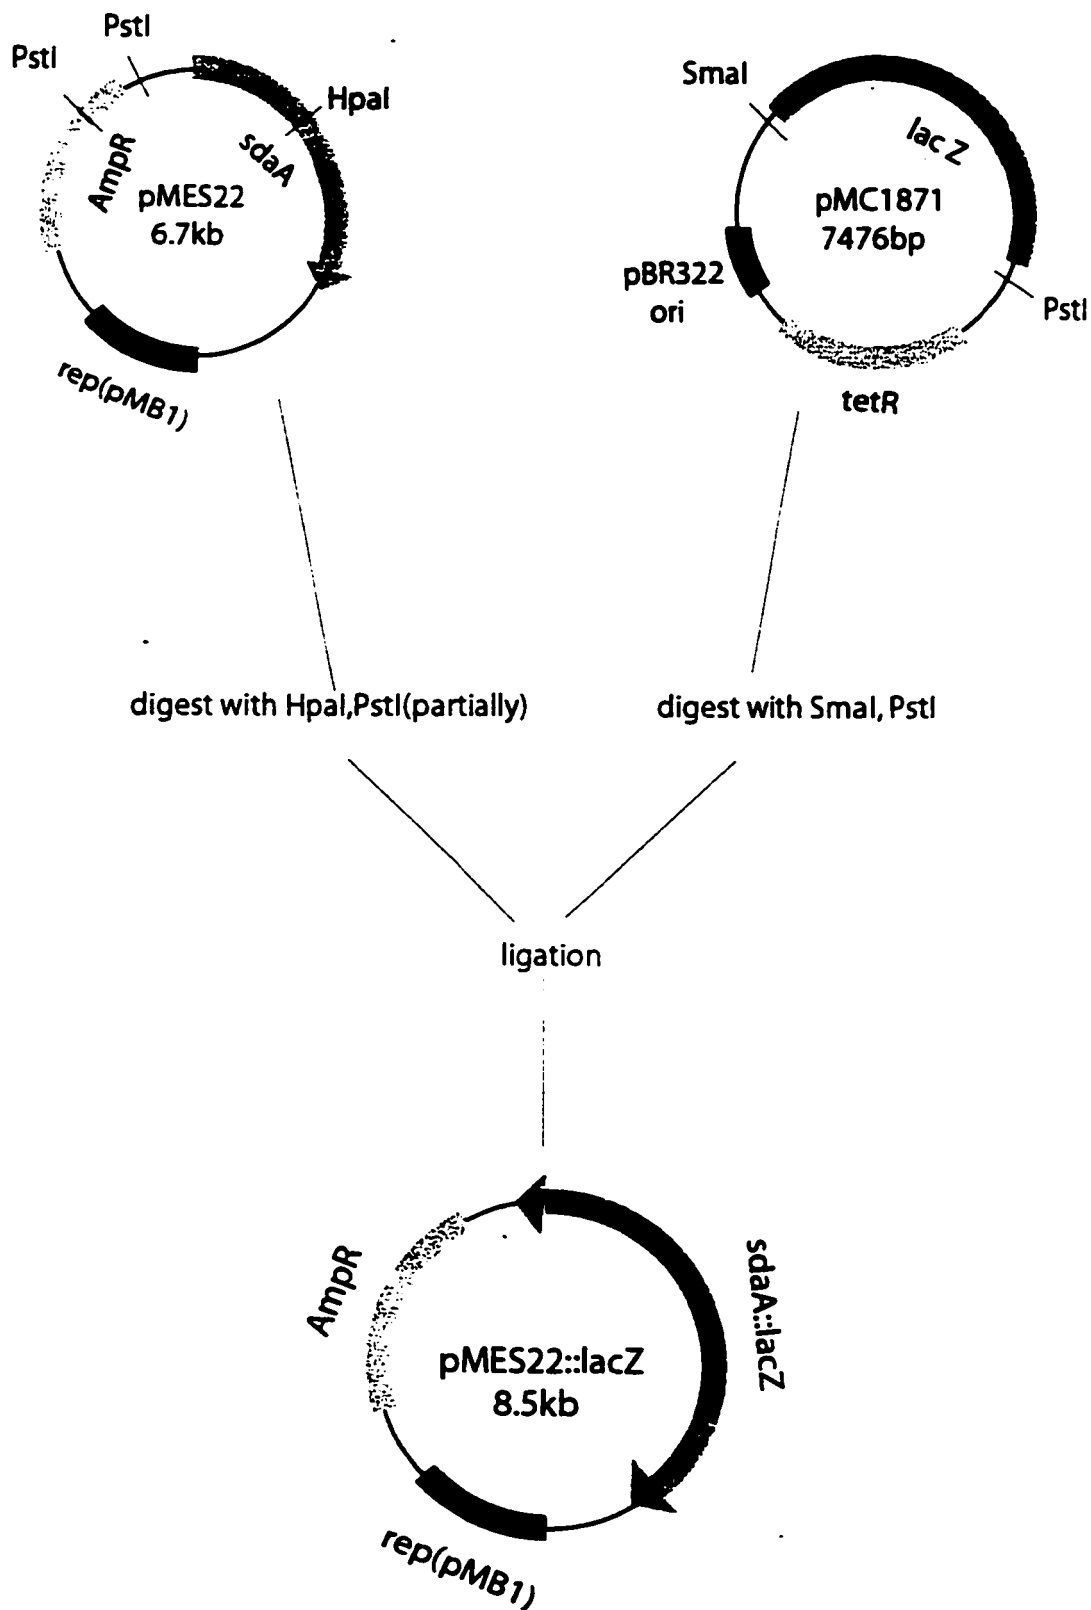 PstI
PstI
HpaI
sdaA
AmpR
pMES22
6.7kb
rep(pMB1)
SmaI
lac Z
pMC1871
7476bp
pBR322
ori
PstI
tetR
digest with HpaI,PstI(partially)
digest with SmaI, PstI
ligation
AmpR
sdaA::lacZ
pMES22::lacZ
8.5kb
rep(pMB1)